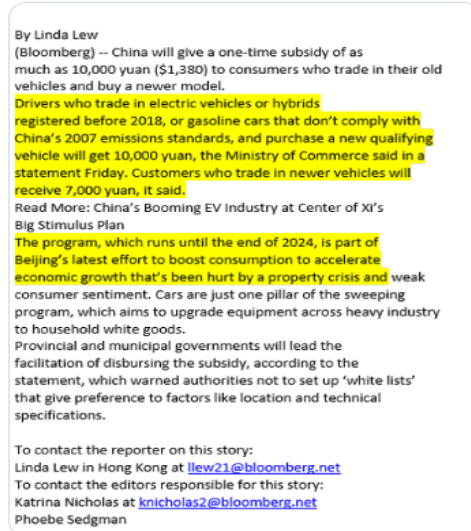 By Linda Lew
(Bloomberg) -- China will give a one-time subsidy of as
much as 10,000 yuan ($1,380) to consumers who trade in their old
vehicles and buy a newer model.
Drivers who trade in electric vehicles or hybrids
registered before 2018, or gasoline cars that don't comply with
China's 2007 emissions standards, and purchase a new qualifying
vehicle will get 10,000 yuan, the Ministry of Commerce said in a
statement Friday. Customers who trade in newer vehicles will
receive 7,000 yuan, it said.
Read More: China's Booming EV Industry at Center of Xi's
Big Stimulus Plan
The program, which runs until the end of 2024, is part of
Beijing's latest effort to boost consumption to accelerate
economic growth that's been hurt by a property crisis and weak
consumer sentiment. Cars are just one pillar of the sweeping
program, which aims to upgrade equipment across heavy industry
to household white goods.
Provincial and municipal governments will lead the
facilitation of disbursing the subsidy, according to the
statement, which warned authorities not to set up 'white lists'
that give preference to factors like location and technical
specifications.
To contact the reporter on this story:
Linda Lew in Hong Kong at llew21@bloomberg.net
To contact the editors responsible for this story:
Katrina Nicholas at knicholas2@bloomberg.net
Phoebe Sedgman